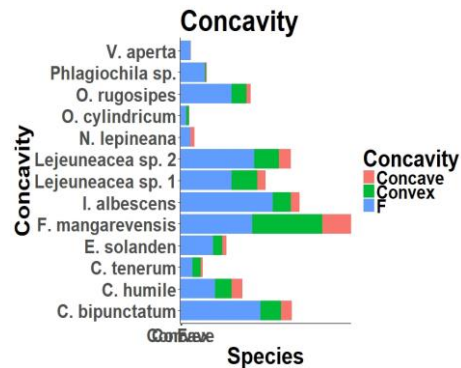 Concavity
V. aperta
Phlagiochila sp.
O. rugosipes
O. cylindricum
N. lepineana
Lejeuneacea sp. 2
Lejeuneacea sp. 1
I. albescens
F. mangarevensis
E. solanden
C. tenerum
C. humile
C. bipunctatum
Concavity
Concavity
Concave
Convex
F
Species